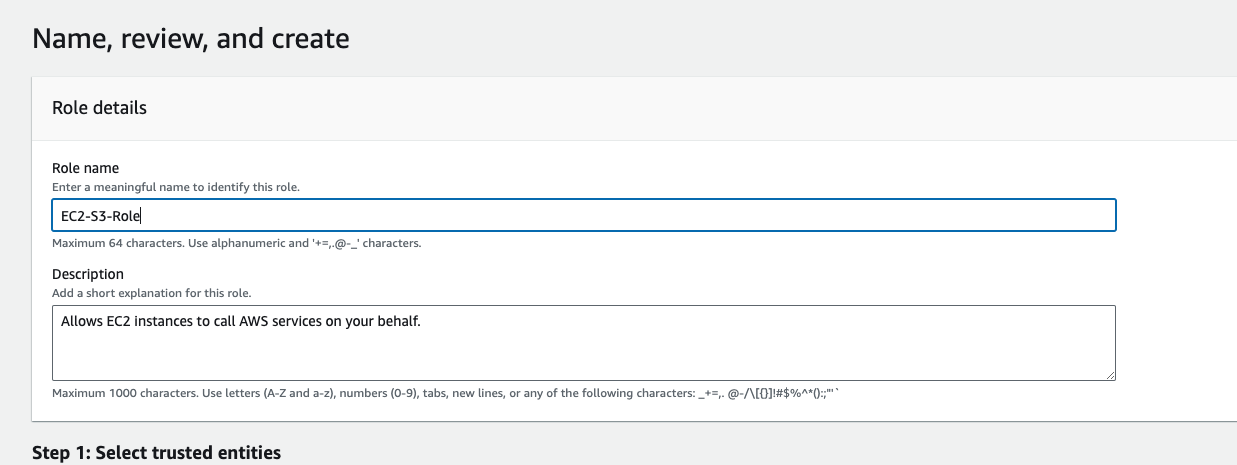 Name, review, and create
Role details
Role name
Enter a meaningful name to identify this role.
EC2-S3-Role
Maximum 64 characters. Use alphanumeric and '+=,.@-_' characters.
Description
Add a short explanation for this role.
Allows EC2 instances to call AWS services on your behalf.
Maximum 1000 characters. Use letters (A-Z and a-z), numbers (0-9), tabs, new lines, or any of the following characters: _+=,. @-/\[{}]!#$%^*();:"'`
Step 1: Select trusted entities